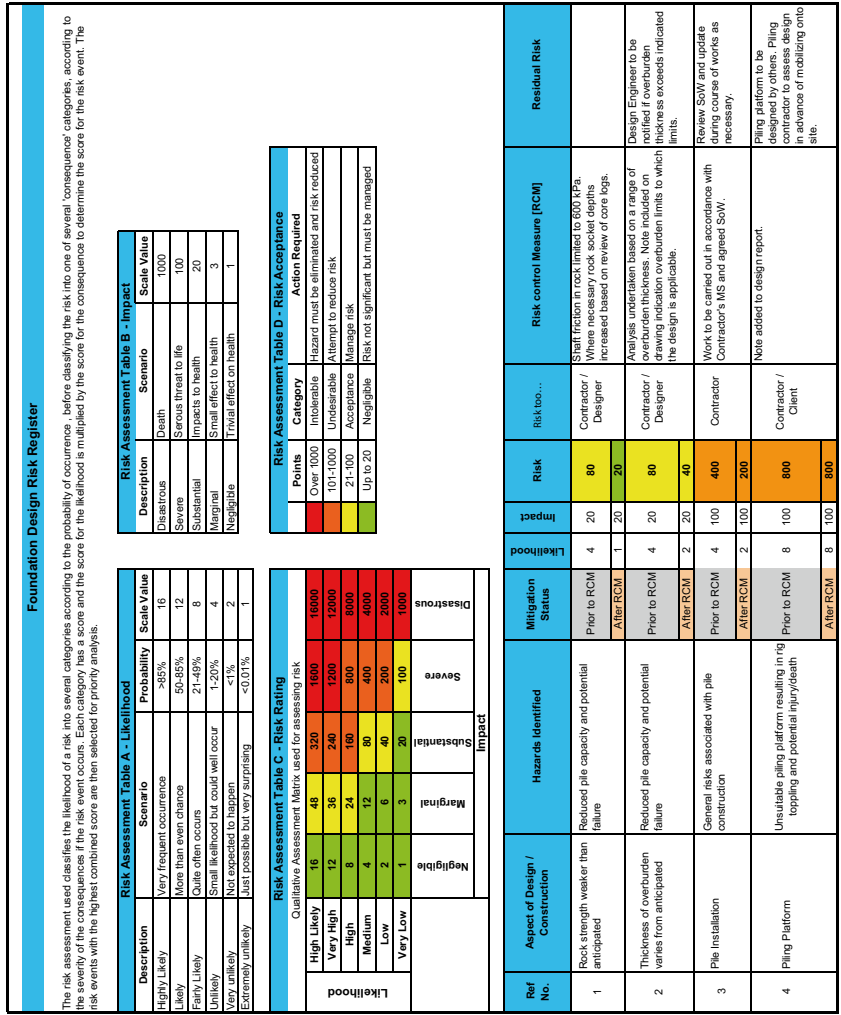 Foundation Design Risk Register
The risk assessment used classifies the likelihood of a risk into several categories according to the probability of occurrence, before classifying the risk into one of several 'consequence' categories, according to
the severity of the consequences if the risk event occurs. Each category has a score and the score for the likelihood is multiplied by the score for the consequence to determine the score for the risk event. The
risk events with the highest combined score are then selected for priority analysis.
Risk Assessment Table A - Likelihood
Description Scenario Probability Scale Value
Highly Likely Very frequent occurrence >85% 16
Likely More than even chance 50-85% 12
Fairly Likely Quite often occurs 21-49% 8
Unlikely Small likelihood but could well occur 1-20% 4
Very unlikely Not expected to happen <1% 2
Extremely unlikely Just possible but very surprising <0.01% 1
Risk Assessment Table B - Impact
Description Scenario Scale Value
Disastrous Death 1000
Severe Serous threat to life 100
Substantial Impacts to health 20
Marginal Small effect to health 3
Negligible Trivial effect on health 1
Risk Assessment Table C - Risk Rating
Qualitative Assessment Matrix used for assessing risk
Likelihood
High Likely 16 48 320 1600 16000
Very High 12 36 240 1200 12000
High 8 24 160 800 8000
Medium 4 12 80 400 4000
Low 2 6 40 200 2000
Very Low 1 3 20 100 1000
Negligible Marginal Substantial Severe Disastrous
Impact
Risk Assessment Table D - Risk Acceptance
Points Category Action Required
Over 1000 Intolerable Hazard must be eliminated and risk reduced
101-1000 Undesirable Attempt to reduce risk
21-100 Acceptance Manage risk
Up to 20 Negligible Risk not significant but must be managed
Ref No. Aspect of Design / Construction Hazards Identified Mitigation Status Likelihood Impact Risk Risk too... Risk control Measure [RCM] Residual Risk
1 Rock strength weaker than
anticipated
Reduced pile capacity and potential
failure
Prior to RCM 4 20 80
After RCM 1 20 20
Contractor /
Designer
Shaft friction in rock limited to 600 kPa.
Where necessary rock socket depths
increased based on review of core logs.
2 Thickness of overburden
varies from anticipated
Reduced pile capacity and potential
failure
Prior to RCM 4 20 80
After RCM 2 20 40
Contractor /
Designer
Analysis undertaken based on a range of
overburden thickness. Note included on
drawing indication overburden limits to which
the design is applicable.
Design Engineer to be
notified if overburden
thickness exceeds indicated
limits.
3 Pile Installation
General risks associated with pile
construction
Prior to RCM 4 100 400
After RCM 2 100 200
Contractor
Work to be carried out in accordance with
Contractor's MS and agreed SoW.
Review SoW and update
during course of works as
necessary.
4 Piling Platform
Unsuitable piling platform resulting in rig
toppling and potential injury/death
Prior to RCM 8 100 800
After RCM 8 100 800
Contractor /
Client
Note added to design report.
Piling platform to be
designed by others. Piling
contractor to assess design
in advance of mobilizing onto
site.